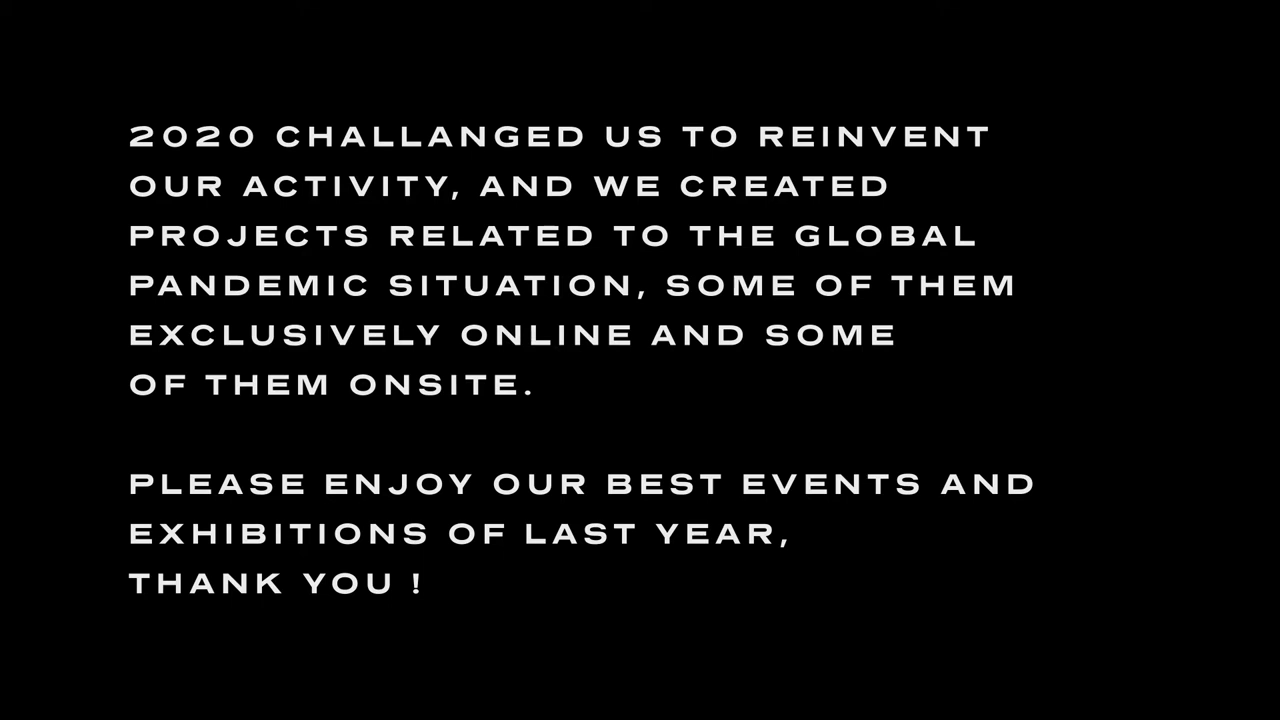 2020 CHALLANGED US TO REINVENT
OUR ACTIVITY, AND WE CREATED
PROJECTS RELATED TO THE GLOBAL
PANDEMIC SITUATION, SOME OF THEM
EXCLUSIVELY ONLINE AND SOME
OF THEM ONSITE.
PLEASE ENJOY OUR BEST EVENTS AND
EXHIBITIONS OF LAST YEAR,
THANK YOU !